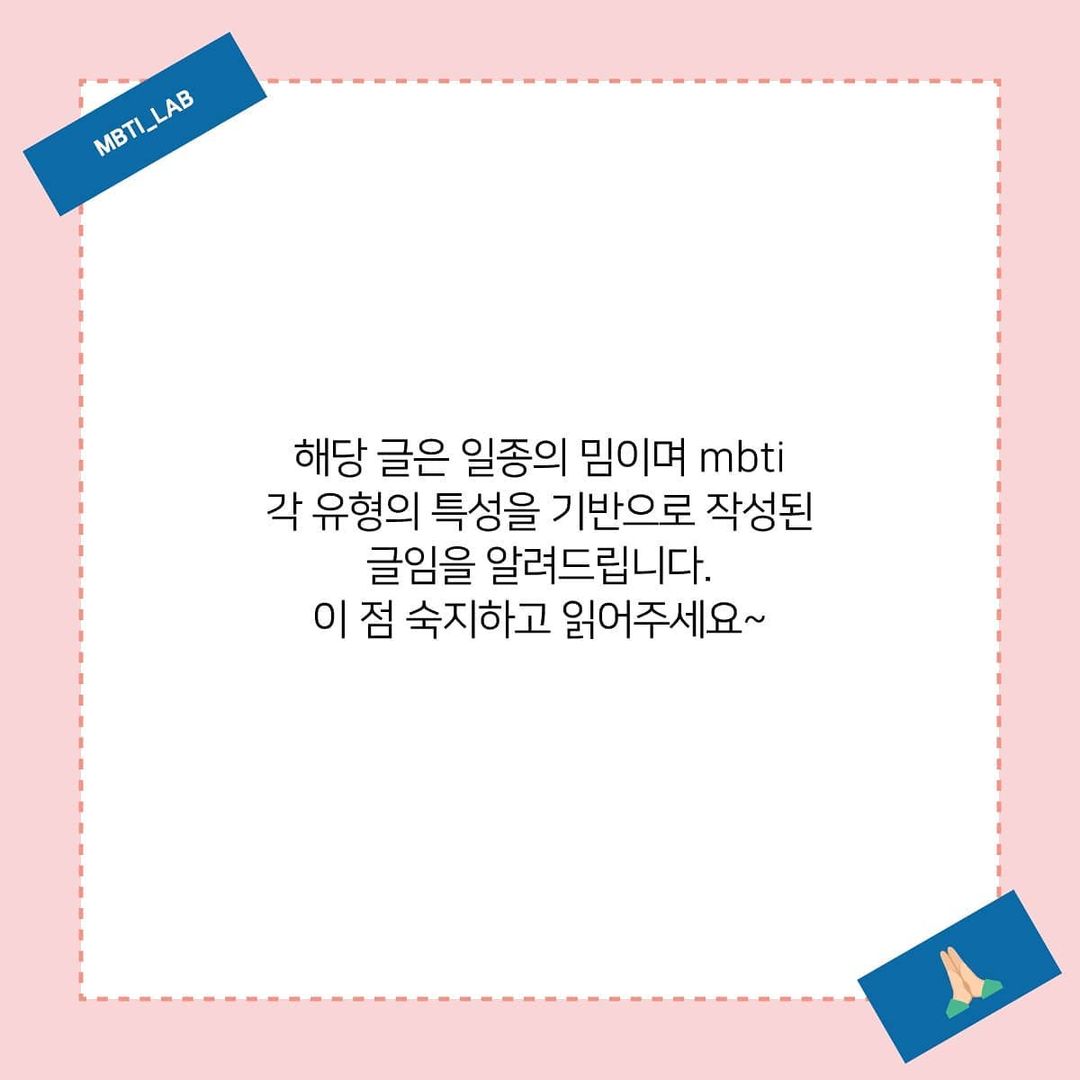 MBTI_LAB
해당 글은 일종의 밈이며 mbti
각 유형의 특성을 기반으로 작성된
글임을 알려드립니다.
이 점 숙지하고 읽어주세요~